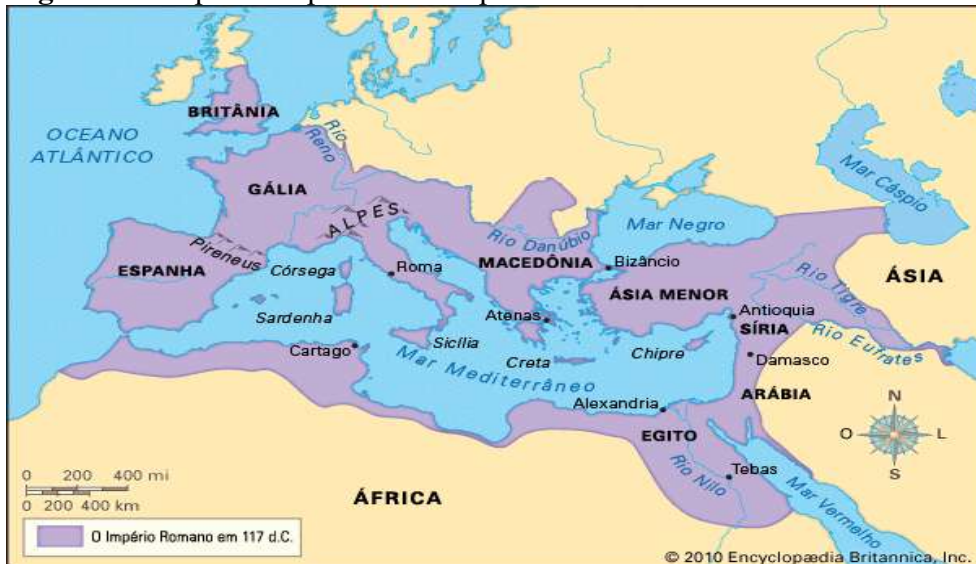 BRITÂNIA
OCEANO
ATLÂNTICO
Rio
Reno
GÁLIA
ALPES
Mar Cáspio
Mar Negro
Rio Danúbio
Pireneus
ESPANHA
Córsega
Roma
MACEDÔNIA
Bizâncio
ÁSIA
Rio Tigre
ÁSIA MENOR
Sardenha
Atenas
Antioquia
SÍRIA
Rio Eufrates
Cartago
Sicília
Creta
Chipre
Damasco
Mar Mediterrâneo
ARÁBIA
Alexandria
N
O
L
S
EGITO
Rio Nilo
Tebas
Mar Vermelho
0 200 400 mi
0 200 400 km
ÁFRICA
O Império Romano em 117 d.C.
© 2010 Encyclopædia Britannica, Inc.